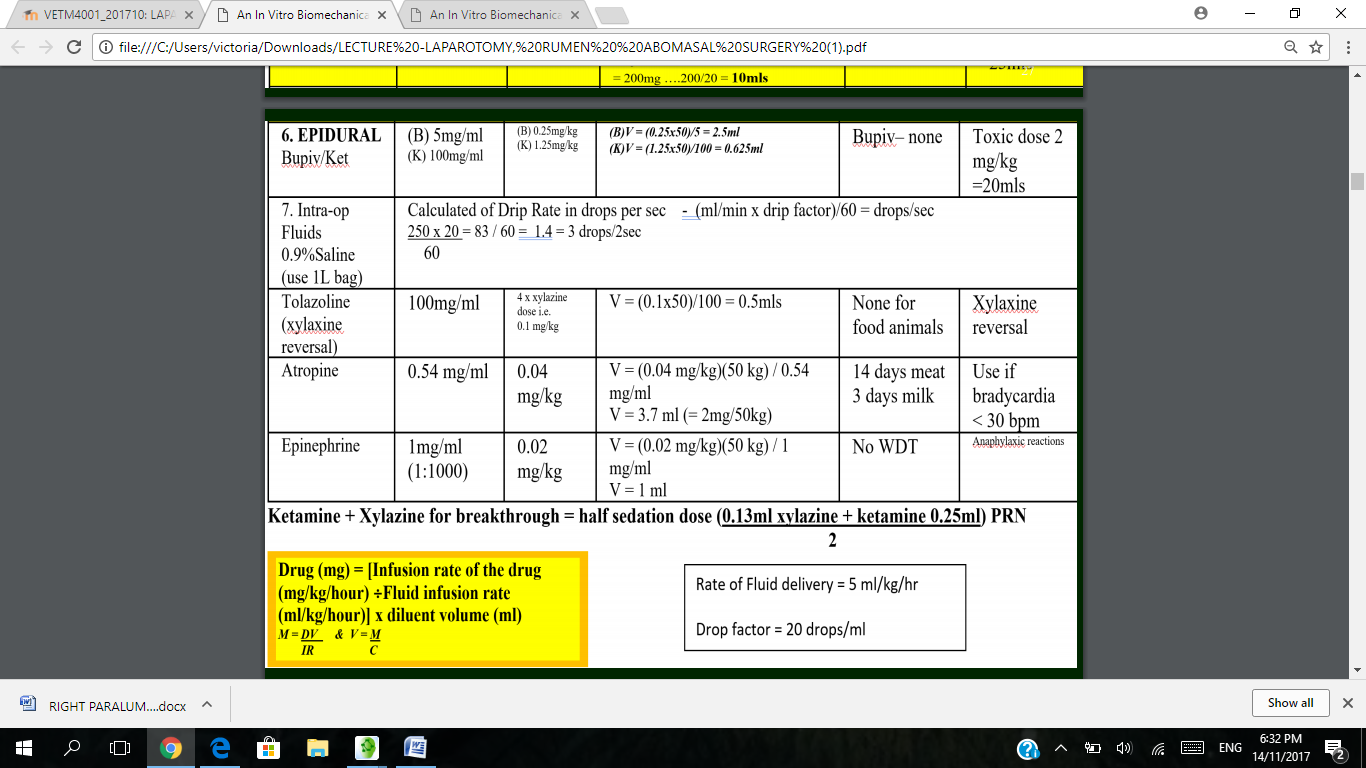 VETM4001_201710: LAPA
An In Vitro Biomechanica
An In Vitro Biomechanica
file:///C:/Users/victoria/Downloads/LECTURE%20-LAPAROTOMY,%20RUMEN%20%20ABOMASAL%20SURGERY%20(1).pdf
= 200mg ….200/20 = 10mls
6. EPIDURAL
Bupiv/Ket
(B) 5mg/ml
(K) 100mg/ml
(B) 0.25mg/kg
(K) 1.25mg/kg
(B)V = (0.25x50)/5 = 2.5ml
(K)V = (1.25x50)/100 = 0.625ml
Bupiv– none
Toxic dose 2
mg/kg
=20mls
7. Intra-op
Fluids
0.9%Saline
(use 1L bag)
Calculated of Drip Rate in drops per sec - (ml/min x drip factor)/60 = drops/sec
250 x 20 = 83 / 60 = 1.4 = 3 drops/2sec
60
Tolazoline
(xylaxine
reversal)
100mg/ml
4 x xylazine
dose i.e.
0.1 mg/kg
V = (0.1x50)/100 = 0.5mls
None for
food animals
Xylaxine
reversal
Atropine
0.54 mg/ml
0.04
mg/kg
V = (0.04 mg/kg)(50 kg) / 0.54
mg/ml
V = 3.7 ml (= 2mg/50kg)
14 days meat
3 days milk
Use if
bradycardia
< 30 bpm
Epinephrine
1mg/ml
(1:1000)
0.02
mg/kg
V = (0.02 mg/kg)(50 kg) / 1
mg/ml
V = 1 ml
No WDT
Anaphylaxic reactions
Ketamine + Xylazine for breakthrough = half sedation dose (0.13ml xylazine + ketamine 0.25ml) PRN
2
Drug (mg) = [Infusion rate of the drug
(mg/kg/hour) ÷Fluid infusion rate
(ml/kg/hour)] x diluent volume (ml)
M = DV & V = M
IR C
Rate of Fluid delivery = 5 ml/kg/hr
Drop factor = 20 drops/ml
RIGHT PARALUM....docx
Show all
ENG
6:32 PM
14/11/2017
2